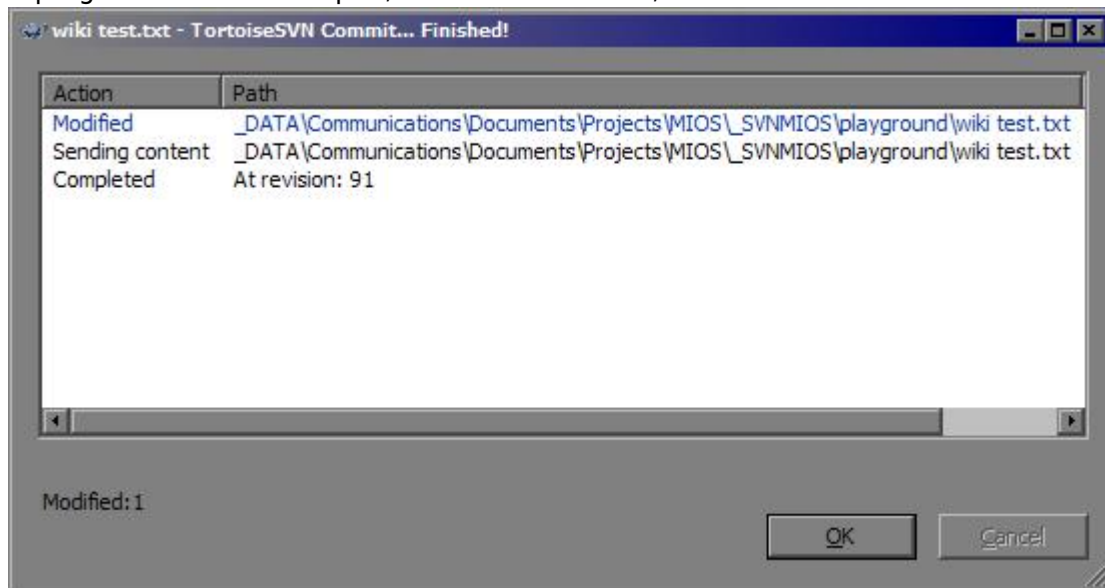 wiki test.txt - TortoiseSVN Commit... Finished!
Action Path
Modified _DATA\Communications\Documents\Projects\MIOS\_SVNMIOS\playground\wiki test.txt
Sending content _DATA\Communications\Documents\Projects\MIOS\_SVNMIOS\playground\wiki test.txt
Completed At revision: 91
Modified:1
OK Cancel